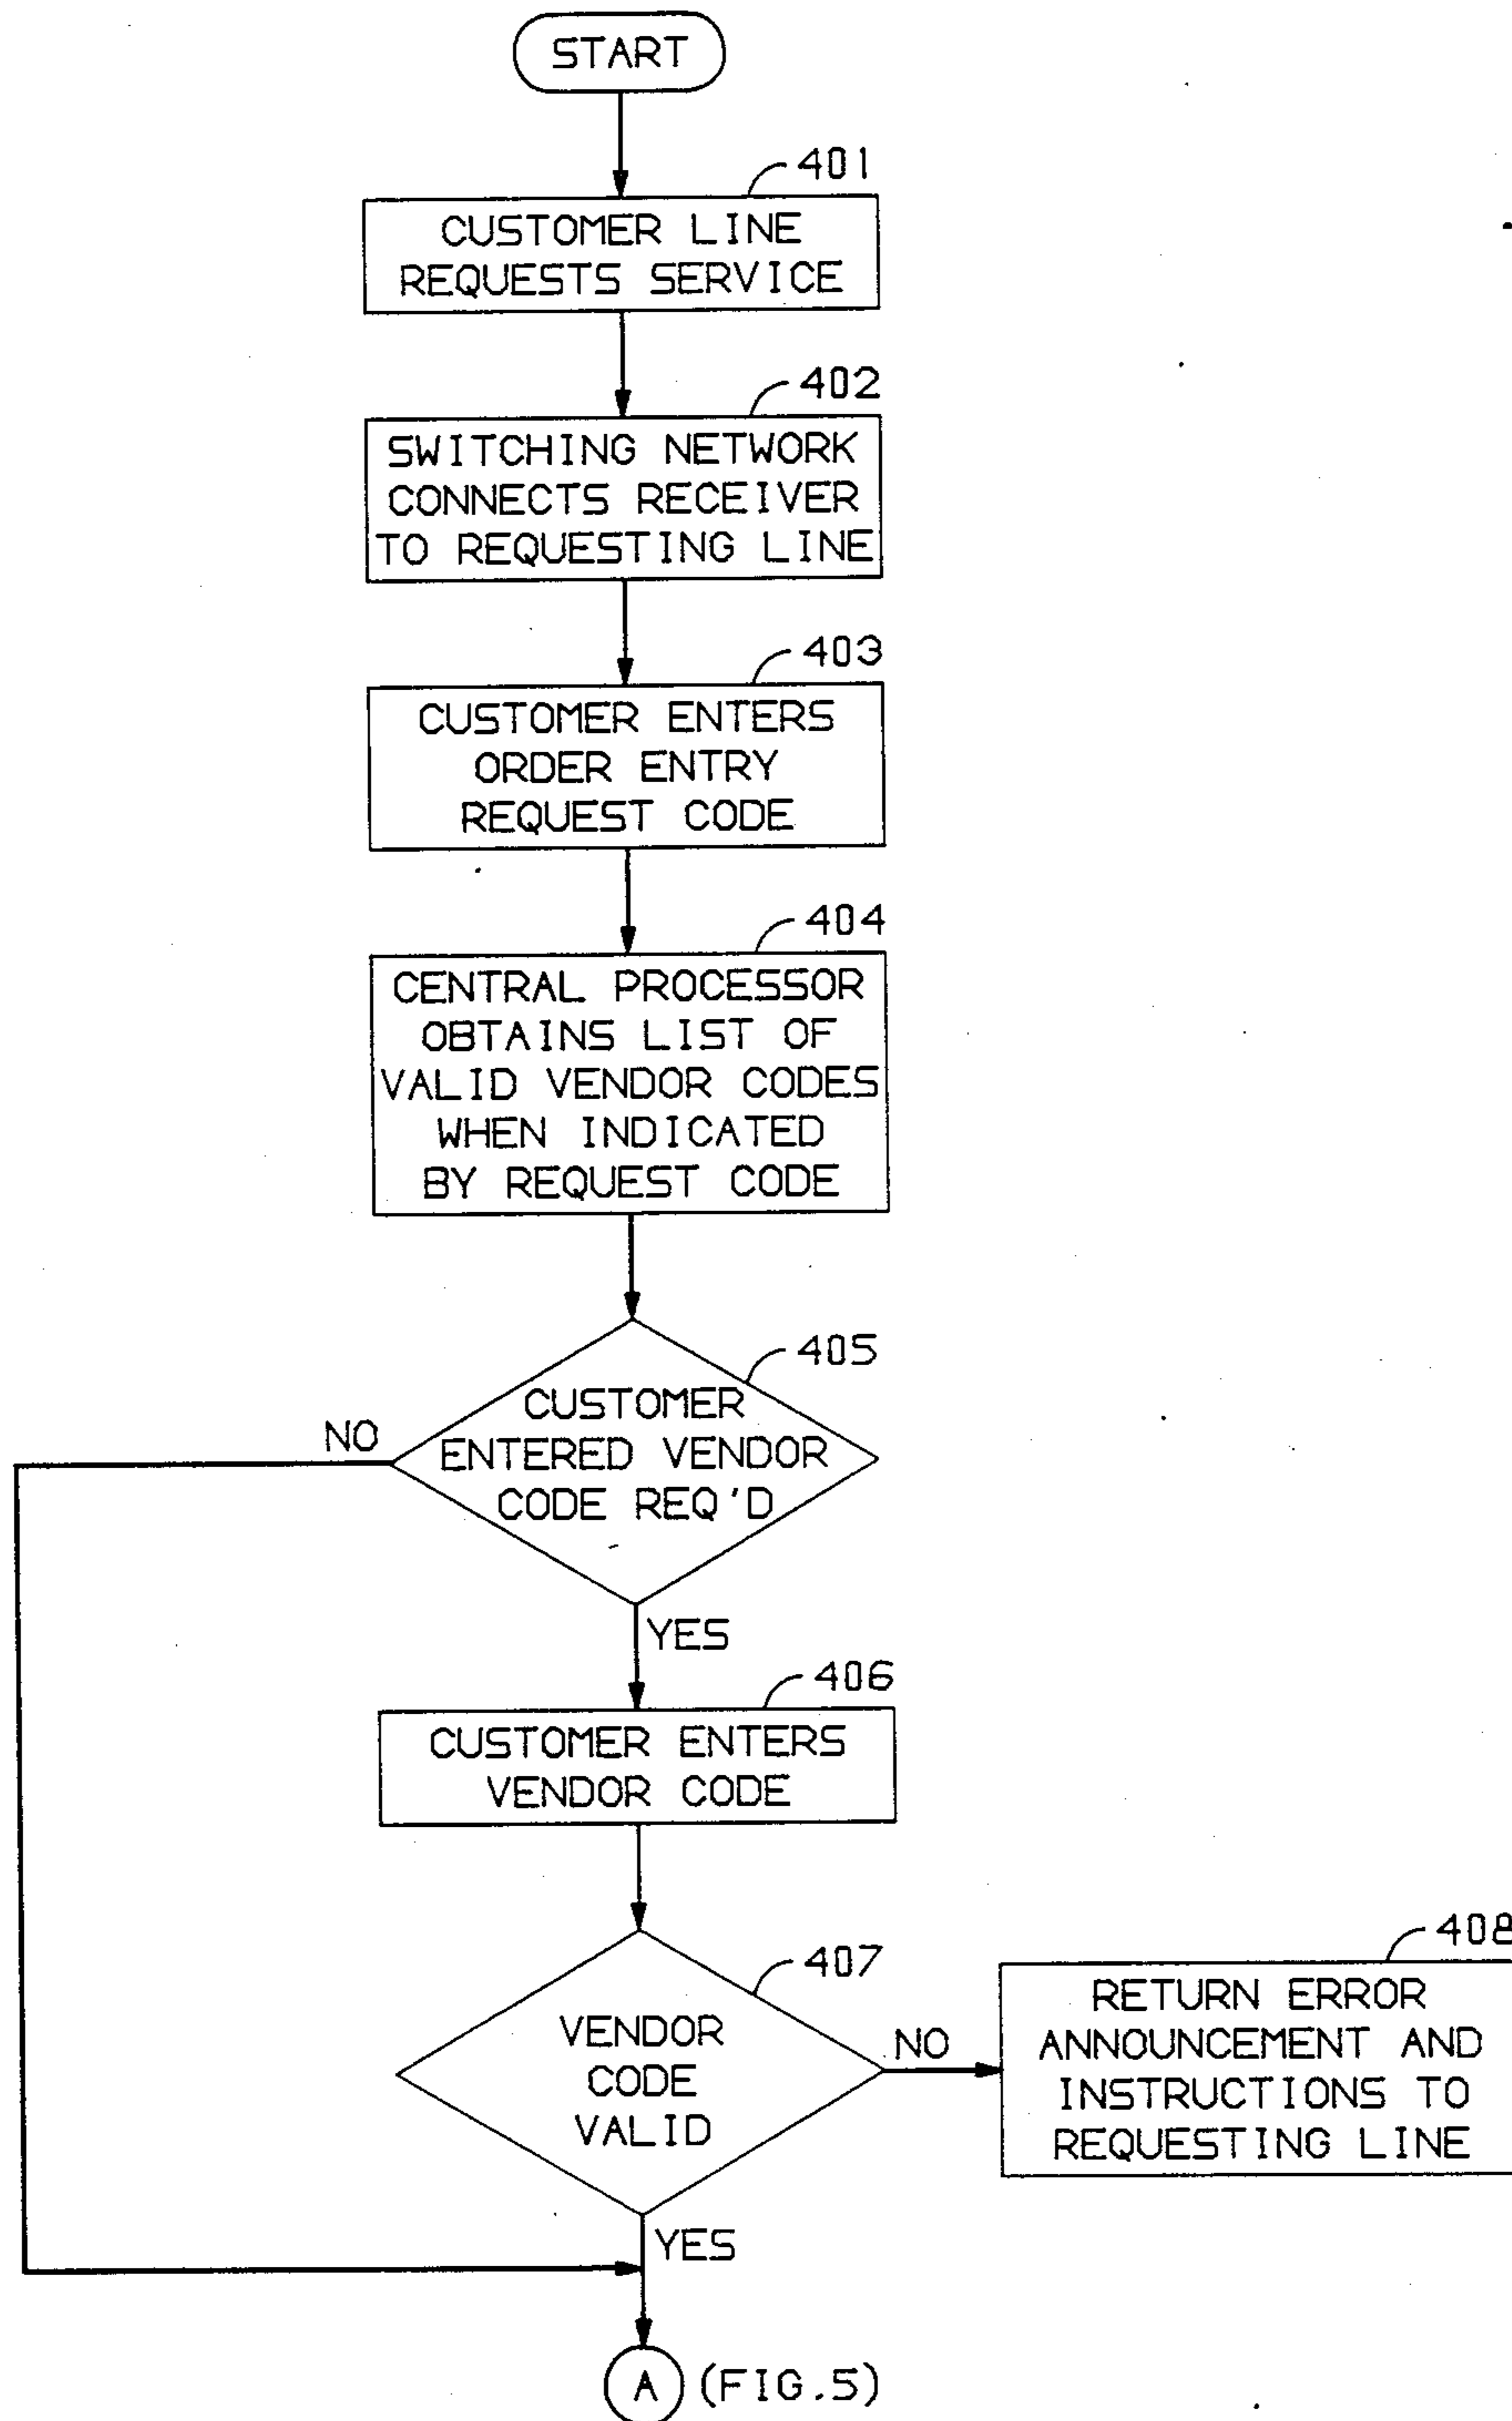 START
401
CUSTOMER LINE
REQUESTS SERVICE
402
SWITCHING NETWORK
CONNECTS RECEIVER
TO REQUESTING LINE
403
CUSTOMER ENTERS
ORDER ENTRY
REQUEST CODE
404
CENTRAL PROCESSOR
OBTAINS LIST OF
VALID VENDOR CODES
WHEN INDICATED
BY REQUEST CODE
405
CUSTOMER
ENTERED VENDOR
CODE REQ'D
NO
YES
406
CUSTOMER ENTERS
VENDOR CODE
407
VENDOR
CODE
VALID
NO
408
RETURN ERROR
ANNOUNCEMENT AND
INSTRUCTIONS TO
REQUESTING LINE
YES
A (FIG.5)